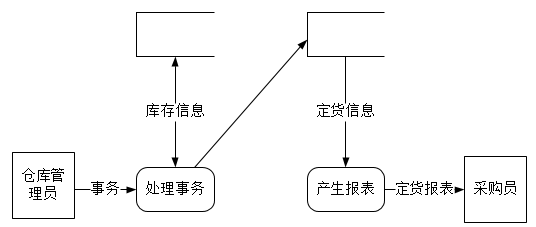 库存信息
定货信息
仓库管
理员
事务
处理事务
产生报表
定货报表
采购员